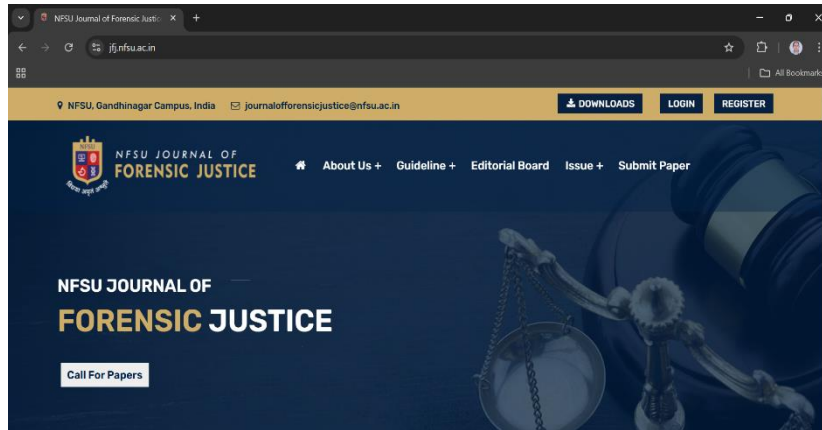 NFSU Journal of Forensic Justic
jfj.nfsu.ac.in
All Bookmarks
NFSU, Gandhinagar Campus, India journalofforensicjustice@nfsu.ac.in DOWNLOADS LOGIN REGISTER
NFSU JOURNAL OF
FORENSIC JUSTICE
About Us + Guideline + Editorial Board Issue + Submit Paper
NFSU JOURNAL OF
FORENSIC JUSTICE
Call For Papers